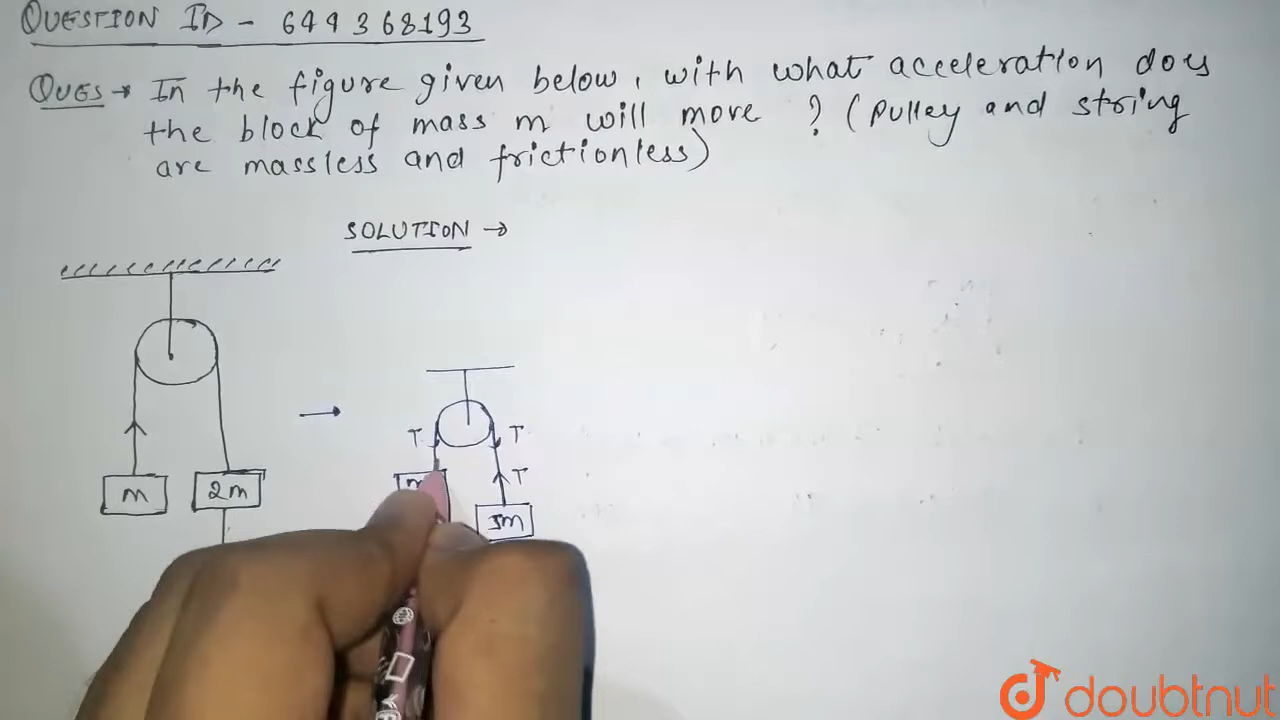 QUESTION ID - 644368193
QUES → In the figure given below, with what acceleration does
the block of mass m will move ? (pulley and string
are massless and frictionless)
SOLUTION →
T T
T
m 2m
3m
doubtnut